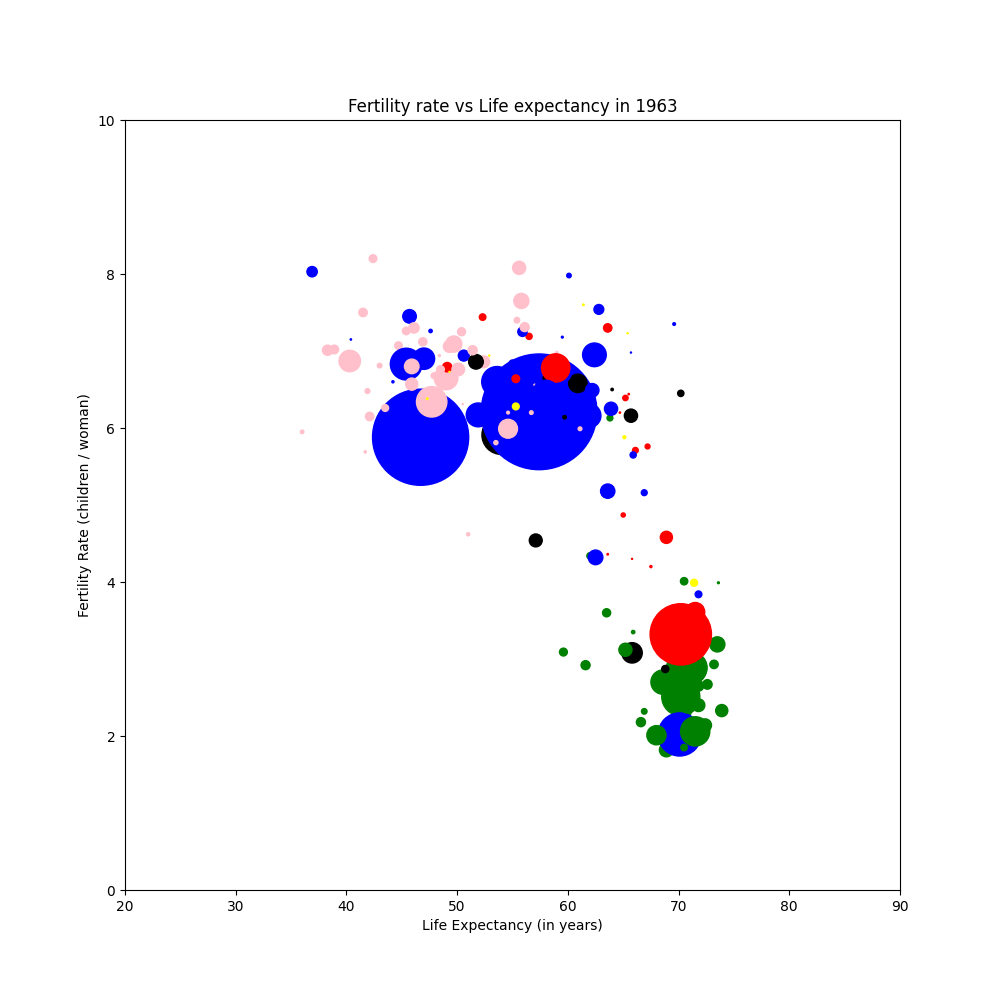 Fertility rate vs Life expectancy in 1963
10
8
6
4
2
0
Fertility Rate (children / woman)
20 30 40 50 60 70 80 90
Life Expectancy (in years)